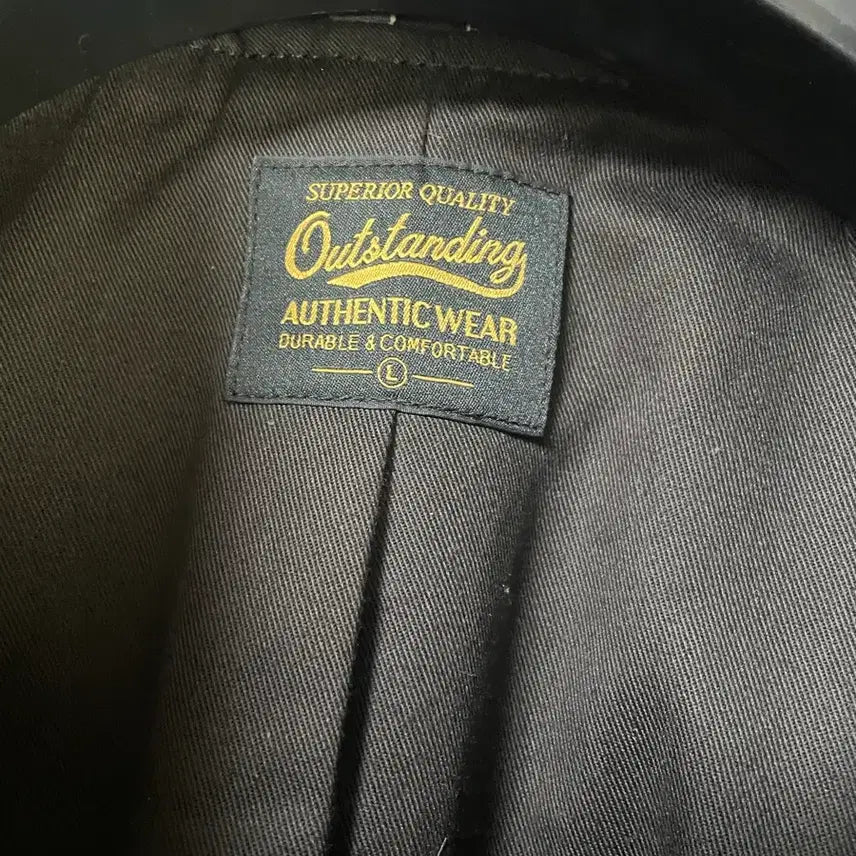 SUPERIOR QUALITY
Outstanding
AUTHENTIC WEAR
DURABLE & COMFORTABLE
L